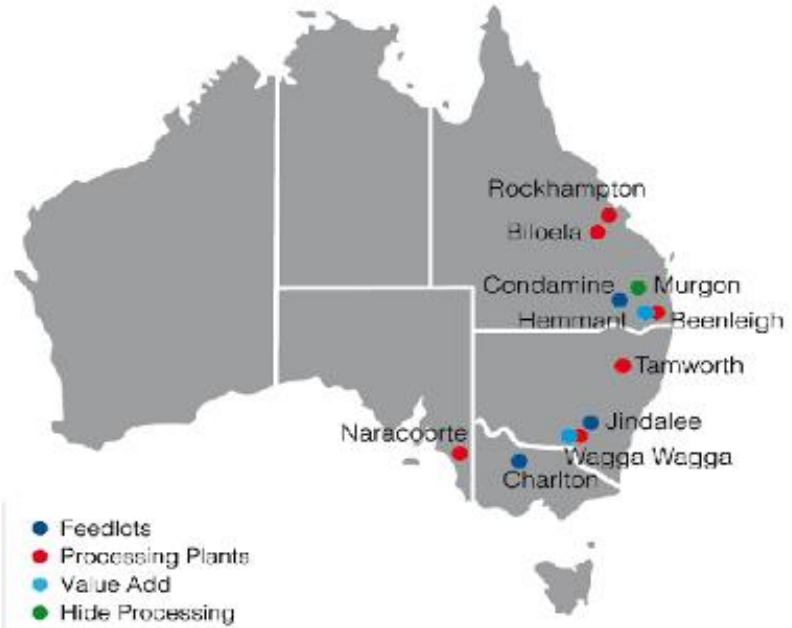 Rockhampton
Biloela
Condamine
Murgon
Hemmant
Beenleigh
Tamworth
Jindalee
Naracoorte
Wagga Wagga
Charlton
Feedlots
Processing Plants
Value Add
Hide Processing